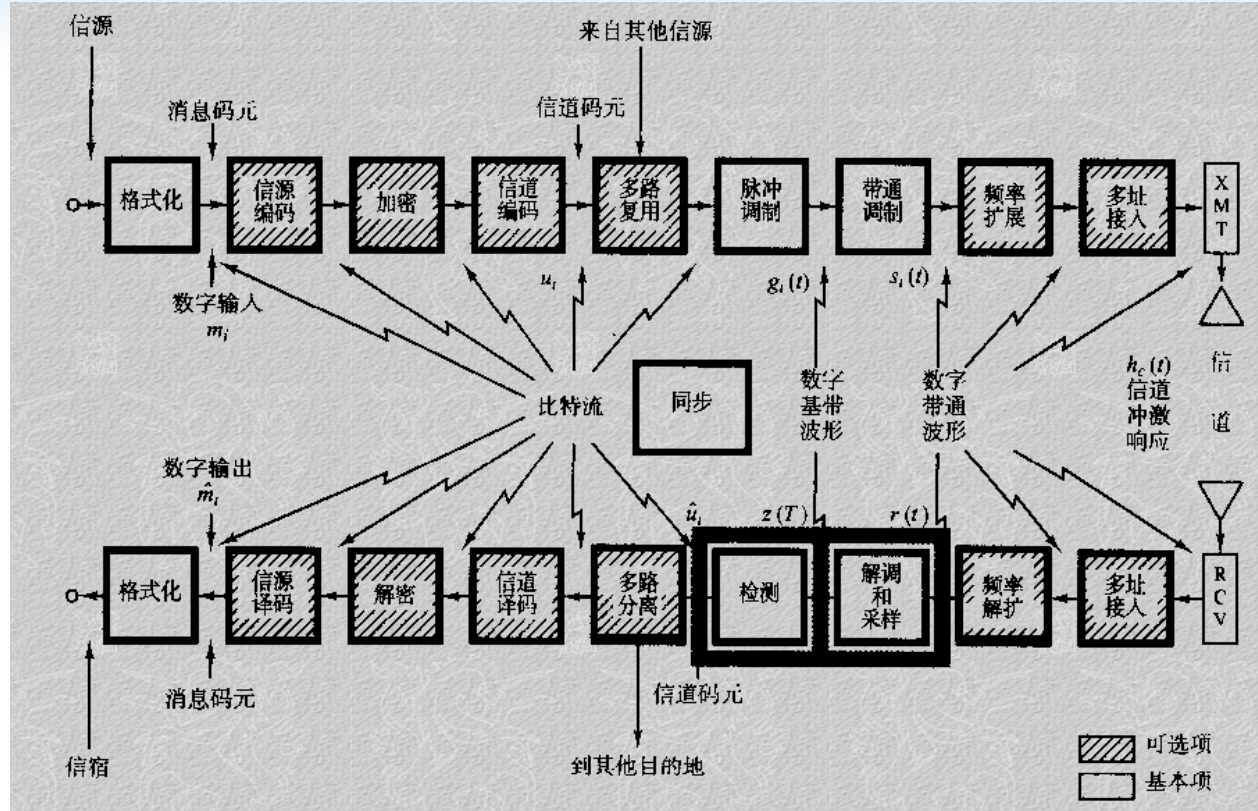 信源
来自其他信源
消息码元
信道码元
格式化
信源
编码
加密
信道
编码
多路
复用
脉冲
调制
带通
调制
频率
扩展
多址
接入
X
M
T
数字输入
m_i
u_i
g_i(t)
s_i(t)
比特流
同步
数字
基带
波形
数字
带通
波形
h_c(t)
信道
冲激
响应
信
道
数字输出
m̂_i
û_i
z(T)
r(t)
格式化
信源
译码
解密
信道
译码
多路
分离
检测
解调
和
采样
频率
解扩
多址
接入
R
C
V
消息码元
信道码元
信宿
到其他目的地
可选项
基本项